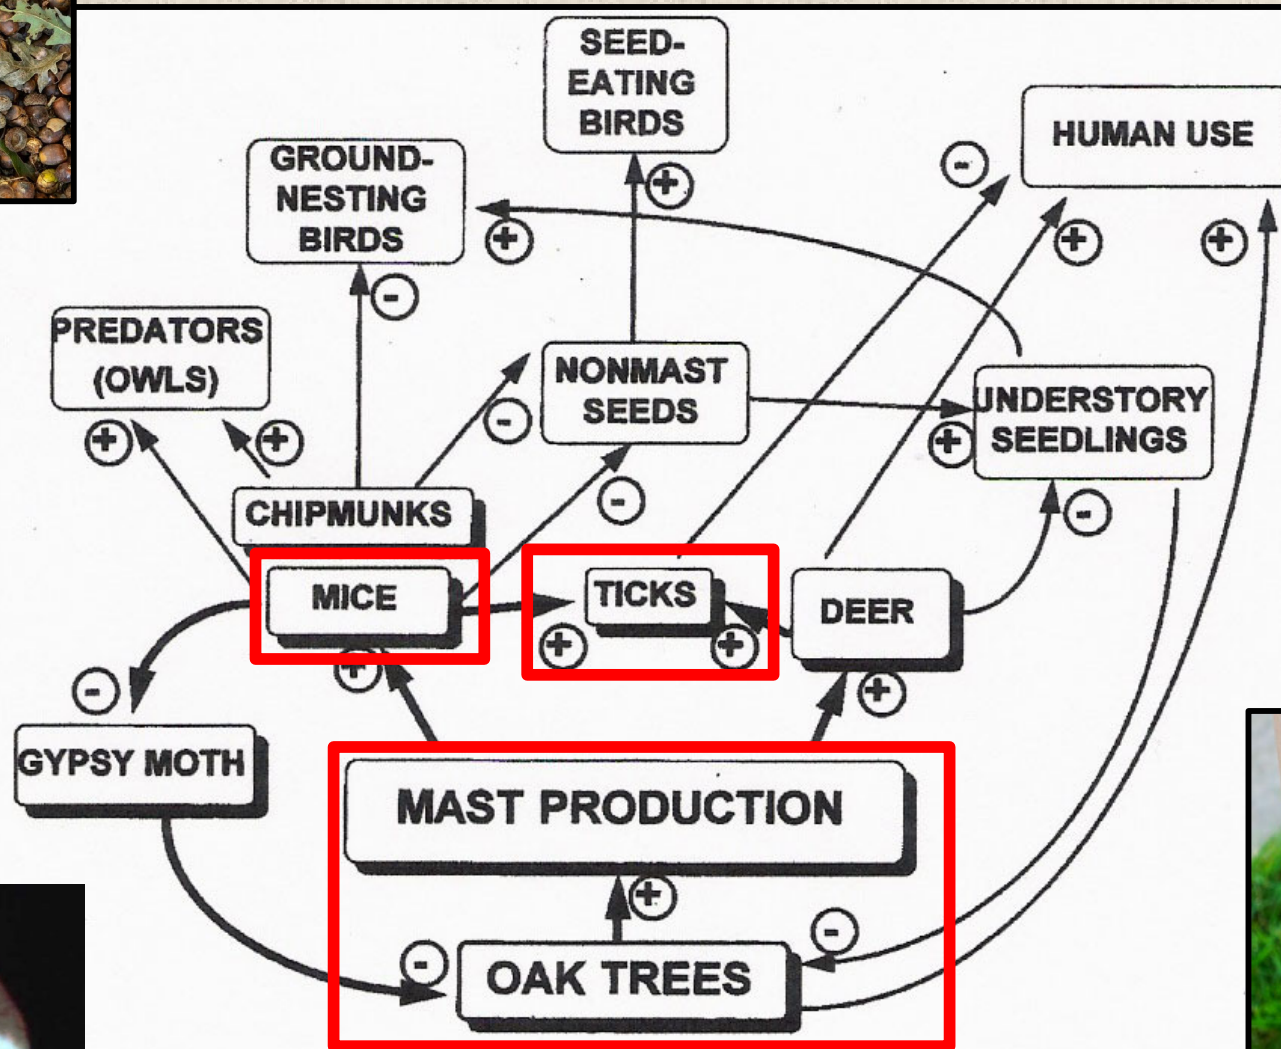 SEED-
EATING
BIRDS
HUMAN USE
-
GROUND-
NESTING
BIRDS
+
+
+
+
-
PREDATORS
(OWLS)
NONMAST
SEEDS
UNDERSTORY
SEEDLINGS
+
+
-
+
-
-
CHIPMUNKS
MICE
TICKS
DEER
+
+
+
+
-
GYPSY MOTH
MAST PRODUCTION
+
-
-
OAK TREES